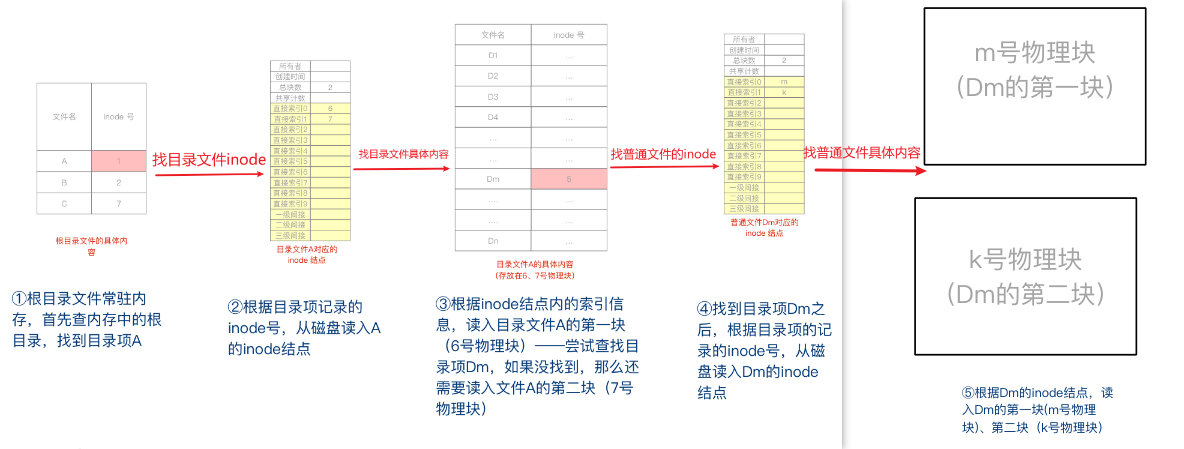 文件名 inode 号
A 1
B 2
C 7
根目录文件的具体内
容
①根目录文件常驻内
存，首先查内存中的根
目录，找到目录项A
找目录文件inode
所有者
创建时间
总块数 2
共享计数
直接索引0 6
直接索引1 7
直接索引2
直接索引3
直接索引4
直接索引5
直接索引6
直接索引7
直接索引8
直接索引9
一级间接
二级间接
三级间接
目录文件A对应的
inode 结点
②根据目录项记录的
inode号，从磁盘读入A
的inode结点
找目录文件具体内容
文件名 inode 号
D1 ...
D2 ...
D3 ...
D4 ...
.... ...
.... ...
Dm 5
.... ...
.... ...
Dn ...
目录文件A的具体内容
（存放在6、7号物理块）
③根据inode结点内的索引信
息，读入目录文件A的第一块
（6号物理块）——尝试查找目
录项Dm，如果没找到，那么还
需要读入文件A的第二块（7号
物理块）
找普通文件的inode
所有者
创建时间
总块数 2
共享计数
直接索引0 m
直接索引1 k
直接索引2
直接索引3
直接索引4
直接索引5
直接索引6
直接索引7
直接索引8
直接索引9
一级间接
二级间接
三级间接
普通文件Dm对应的
inode 结点
④找到目录项Dm之
后，根据目录项的记
录的inode号，从磁
盘读入Dm的inode
结点
找普通文件具体内容
m号物理块
（Dm的第一块）
k号物理块
（Dm的第二块）
⑤根据Dm的inode结点，读
入Dm的第一块(m号物理
块)、第二块（k号物理块）